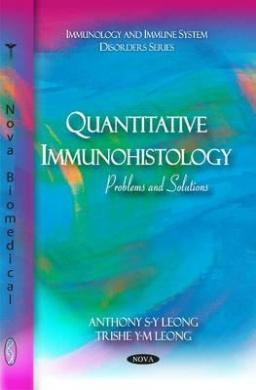 IMMUNOLOGY AND IMMUNE SYSTEM
DISORDERS SERIES
QUANTITATIVE
IMMUNOHISTOLOGY
Problems and Solutions
ANTHONY S-Y LEONG
TRISHE Y-M LEONG
NOVA
Nova Biomedical